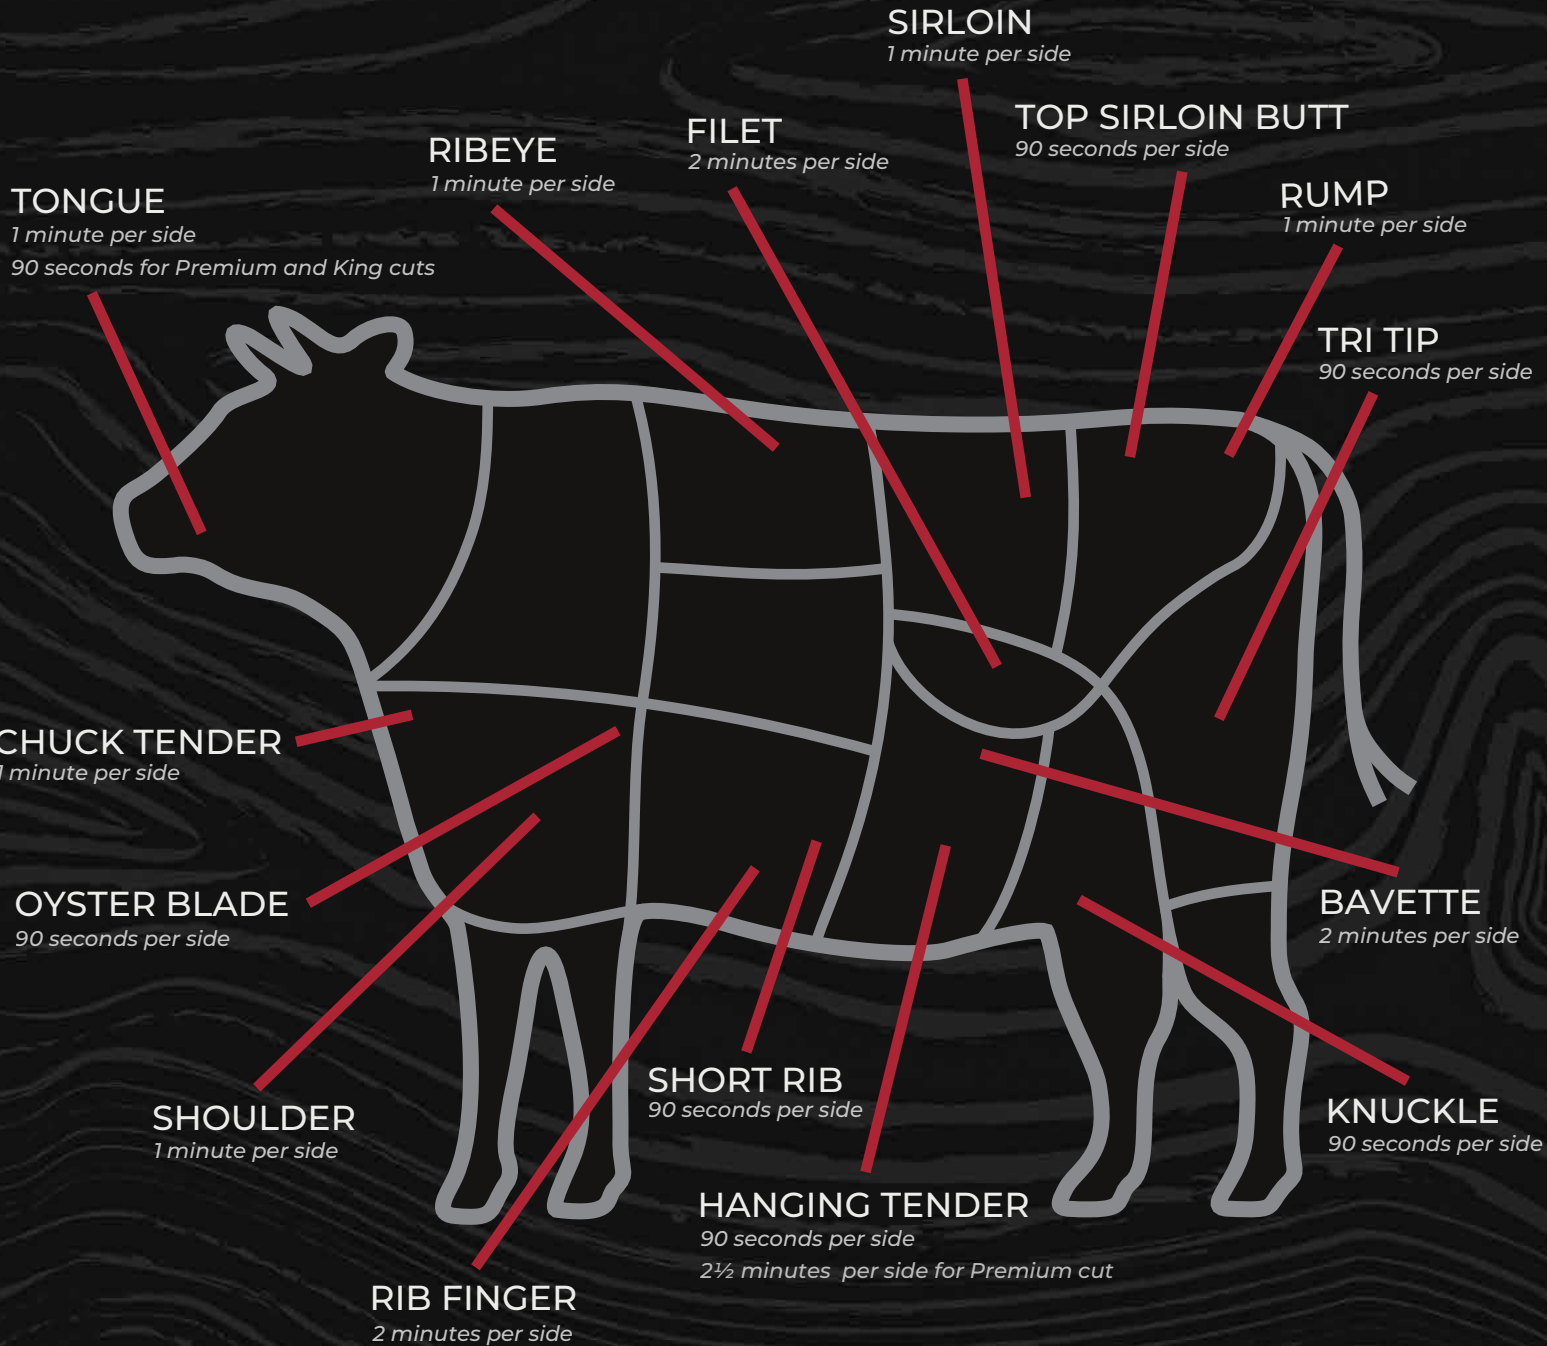 SIRLOIN
1 minute per side
TOP SIRLOIN BUTT
90 seconds per side
FILET
2 minutes per side
RIBEYE
1 minute per side
RUMP
1 minute per side
TONGUE
1 minute per side
90 seconds for Premium and King cuts
TRI TIP
90 seconds per side
CHUCK TENDER
1 minute per side
OYSTER BLADE
90 seconds per side
BAVETTE
2 minutes per side
SHORT RIB
90 seconds per side
SHOULDER
1 minute per side
KNUCKLE
90 seconds per side
HANGING TENDER
90 seconds per side
2½ minutes per side for Premium cut
RIB FINGER
2 minutes per side